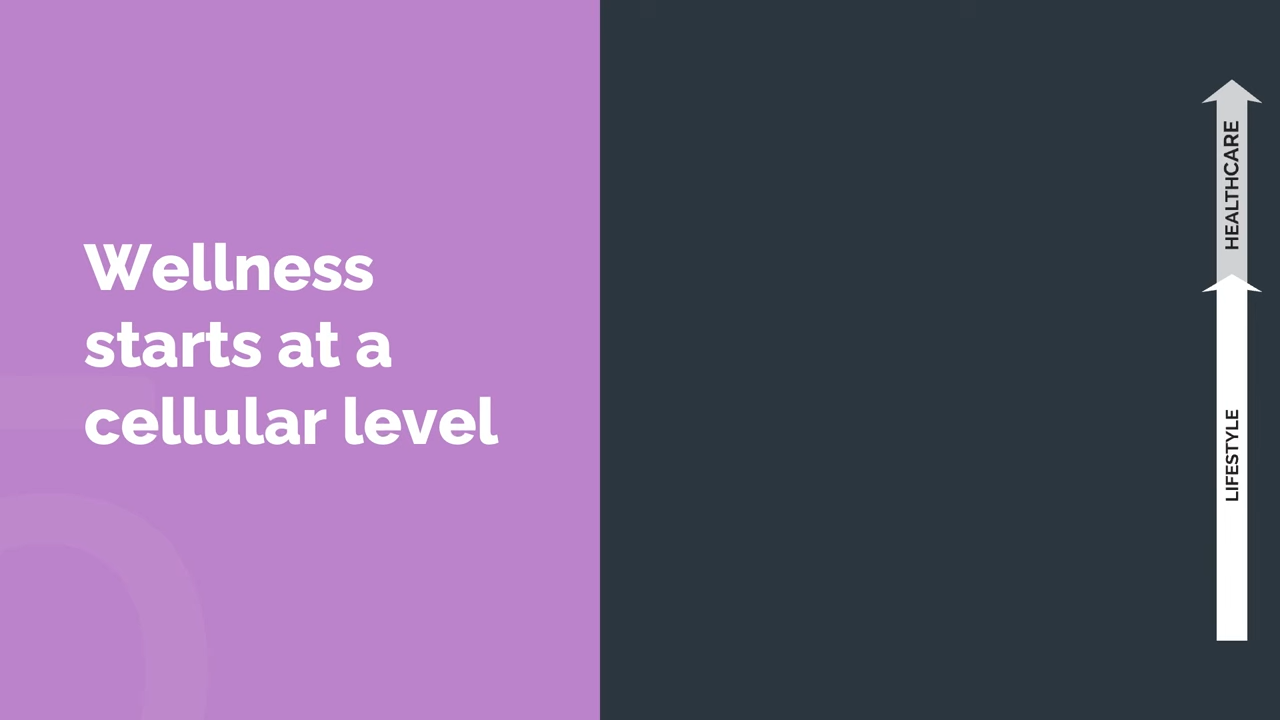 Wellness
starts at a
cellular level
HEALTHCARE
LIFESTYLE